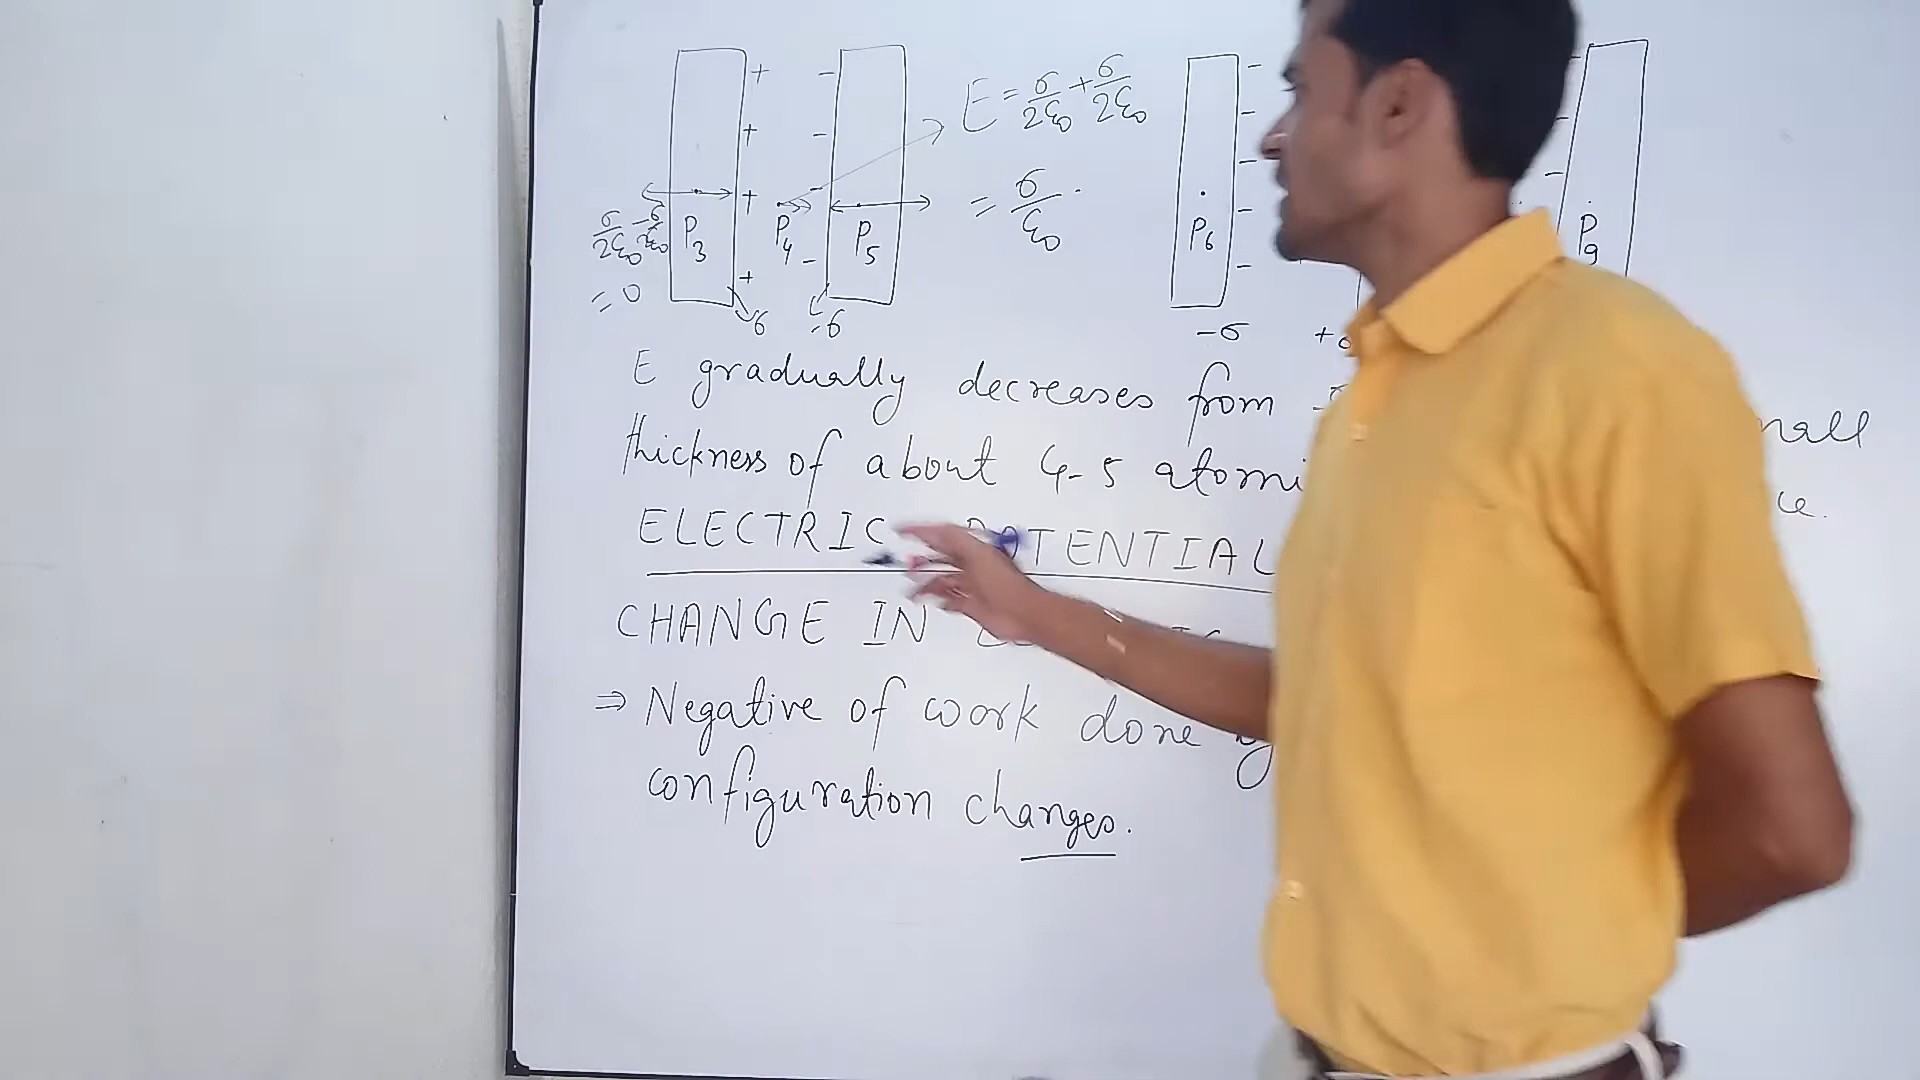 + + + +
- - - -
E = σ/2ε₀ + σ/2ε₀
= σ/ε₀
σ/2ε₀ - σ/2ε₀
= 0
P₃ P₄ P₅
σ -σ
P₆ P₉
-σ +σ
E gradually decreases from
thickness of about 4-5
ELECTRIC POTENTIAL
CHANGE IN
⇒ Negative of work done
configuration changes.